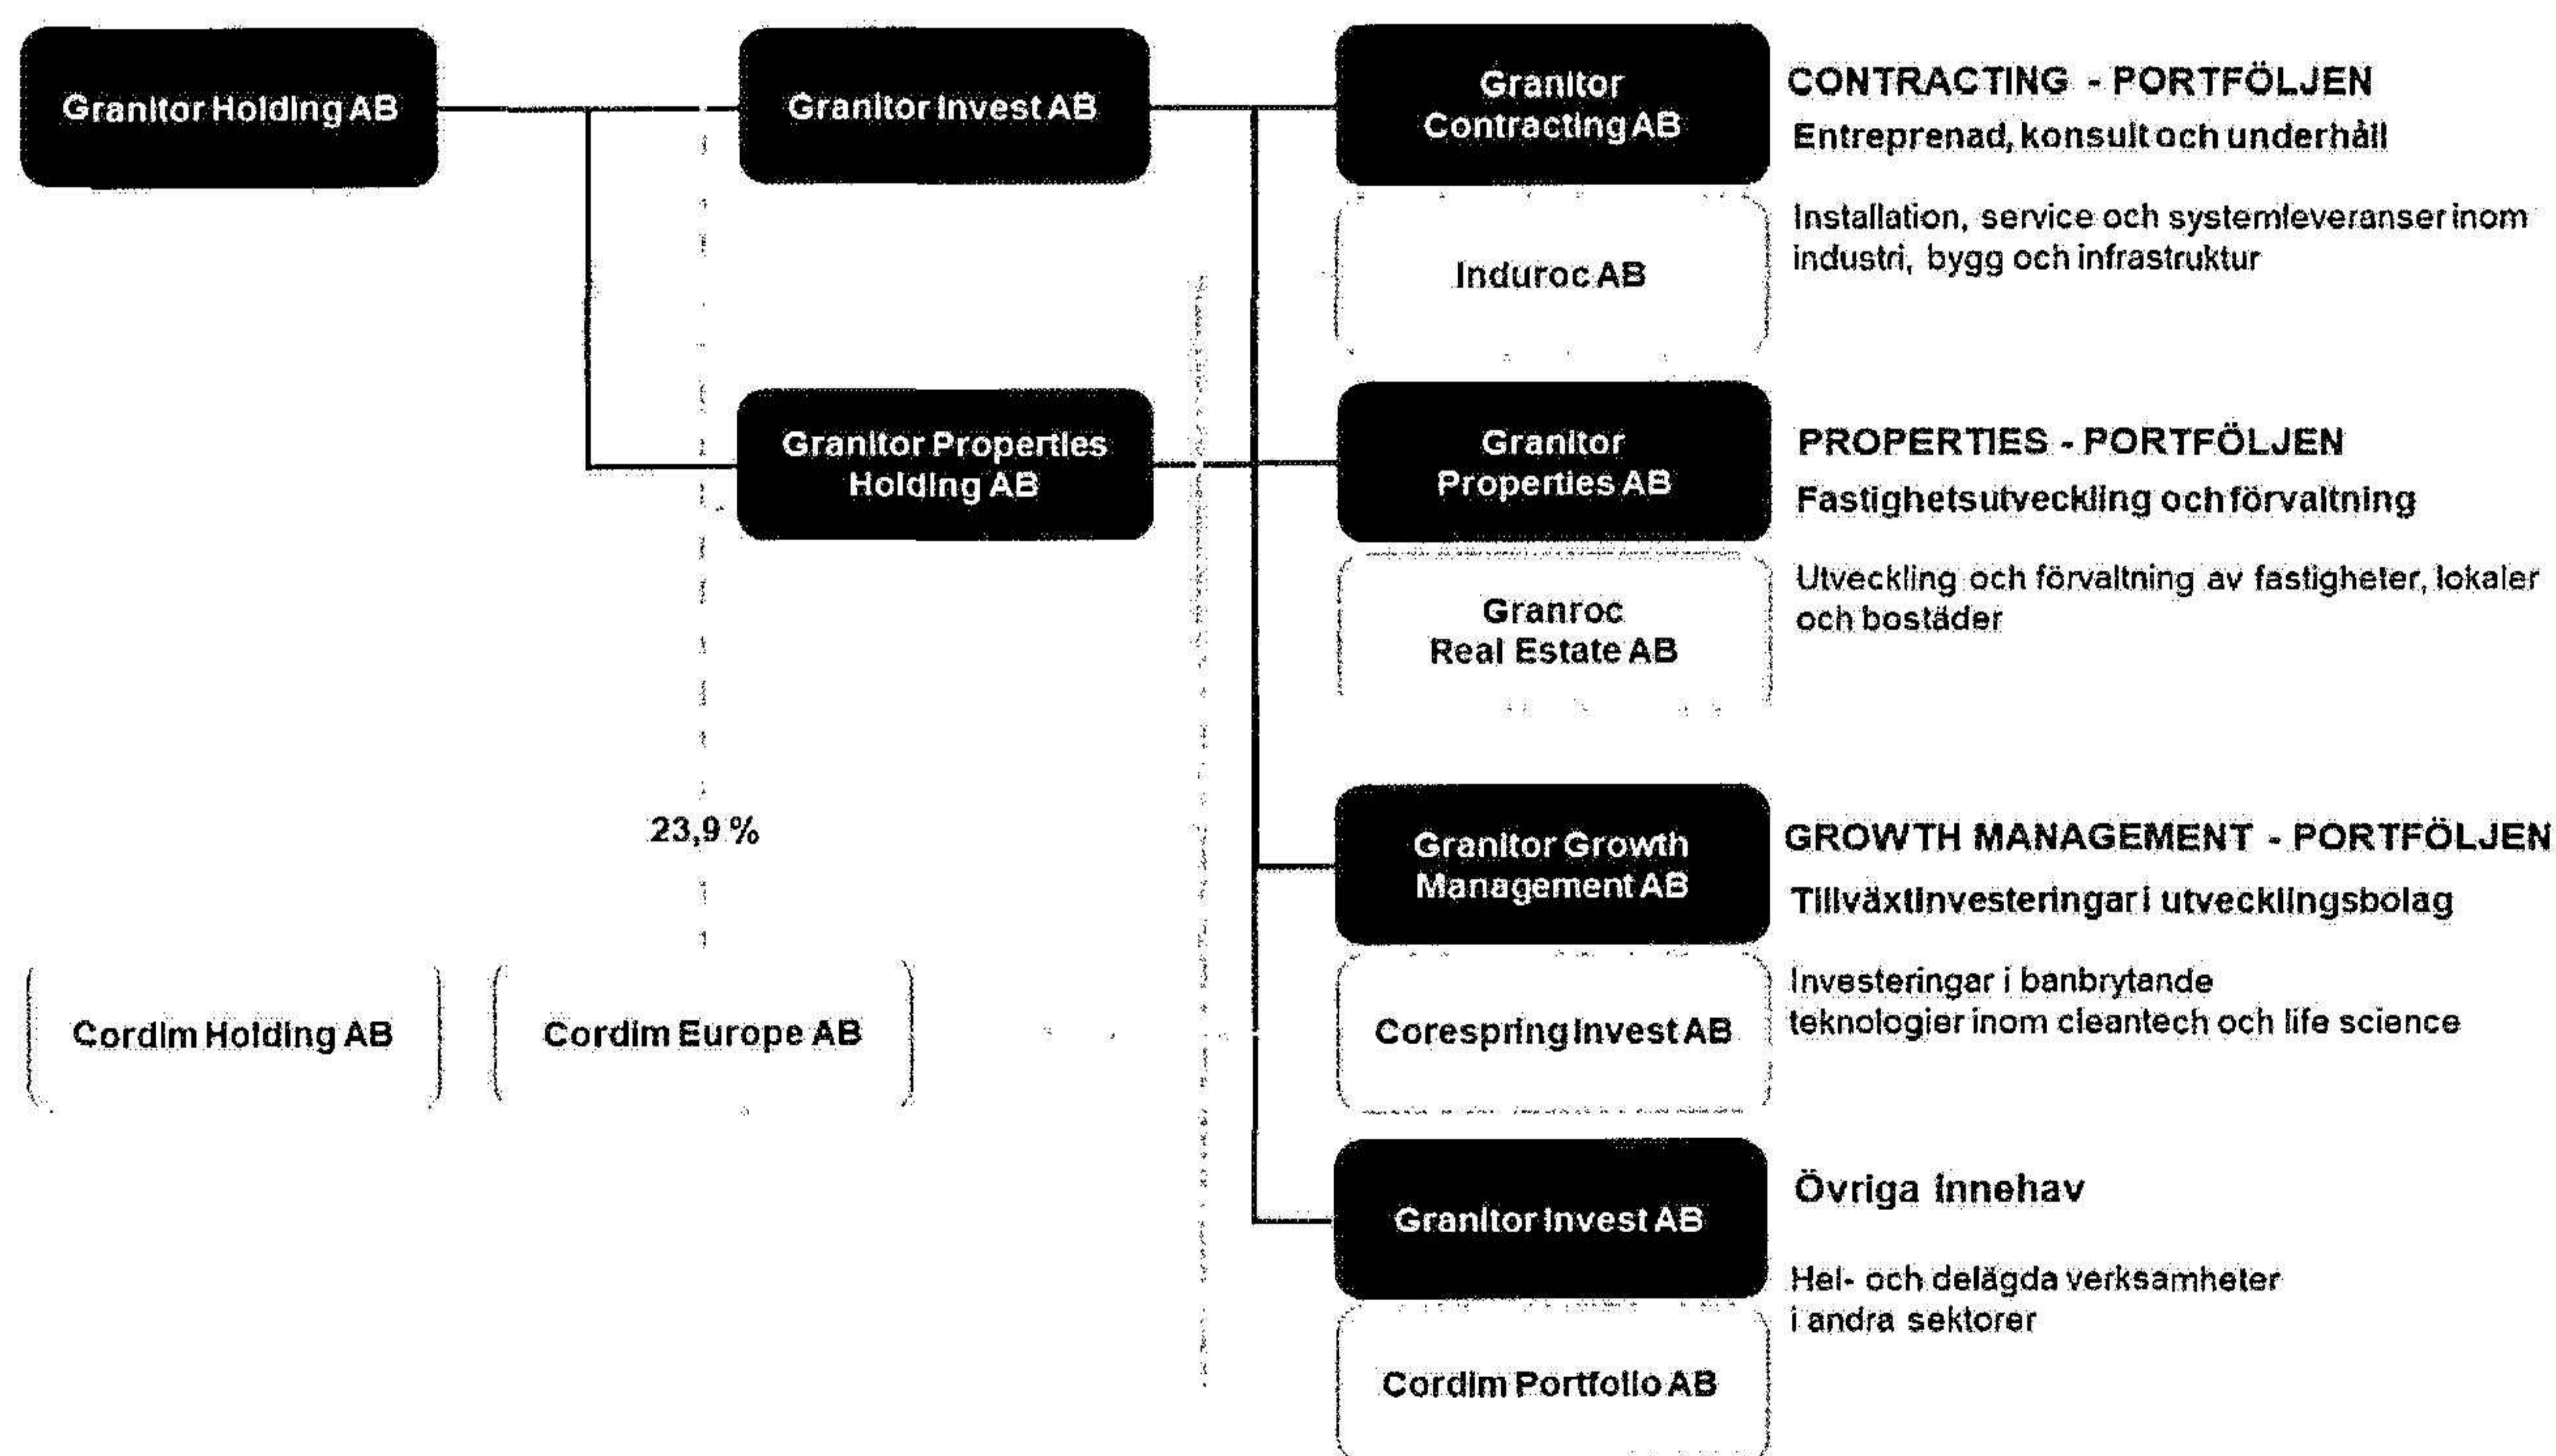 Granitor Holding AB
Granitor Invest AB
Granitor
Contracting AB
CONTRACTING - PORTFÖLJEN
Entreprenad, konsult och underhåll
Installation, service och systemleveranser inom
industri, bygg och infrastruktur
Induroc AB
Granitor Properties
Holding AB
Granitor
Properties AB
PROPERTIES - PORTFÖLJEN
Fastighetsutveckling och förvaltning
Utveckling och förvaltning av fastigheter, lokaler
och bostäder
Granroc
Real Estate AB
23,9 %
Granitor Growth
Management AB
GROWTH MANAGEMENT - PORTFÖLJEN
Tillväxtinvesteringar i utvecklingsbolag
Investeringar i banbrytande
teknologier inom cleantech och life science
Cordim Holding AB
Cordim Europe AB
Corespring Invest AB
Granitor Invest AB
Övriga innehav
Hel- och delägda verksamheter
i andra sektorer
Cordim Portfolio AB